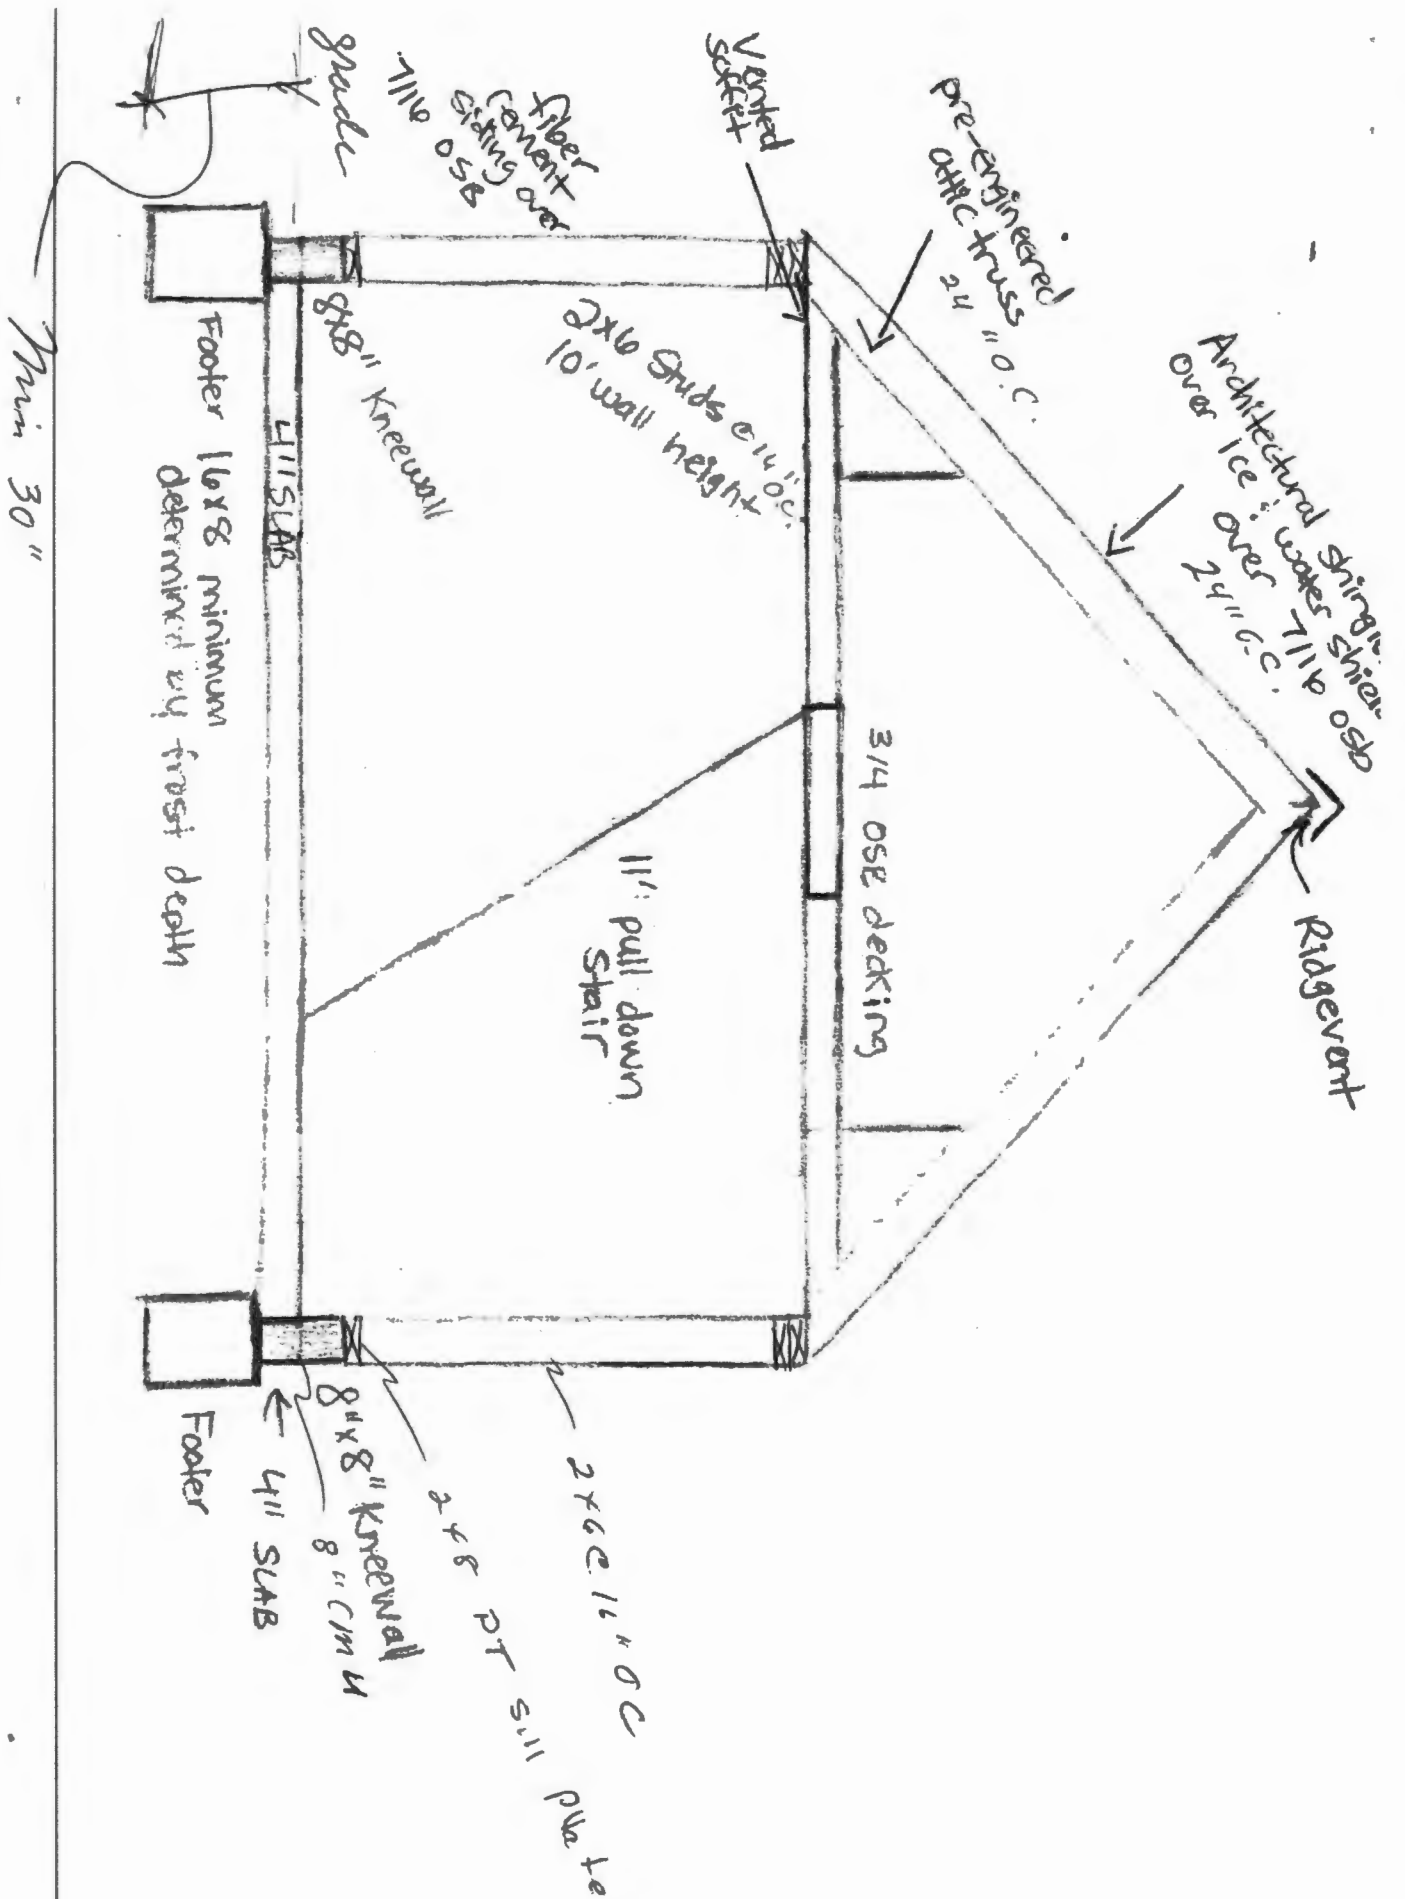 Architectural shingle
over Ice & water shield
over 7/16 OSB
24" O.C.
Ridgevent
pre-engineered
attic truss
24" O.C.
Vented
soffit
3/4 OSB decking
fiber
cement
siding over
7/16 OSB
2x6 Studs @ 16" O.C.
10' wall height
11' pull down
Stair
2x6 @ 16" OC
2x8 PT sill plate
8x8" Kneewall
8"x8" Kneewall
8" CMU
grade
4" SLAB
4" SLAB
Footer 16x8 minimum
determined by frost depth
Footer
Min 30"